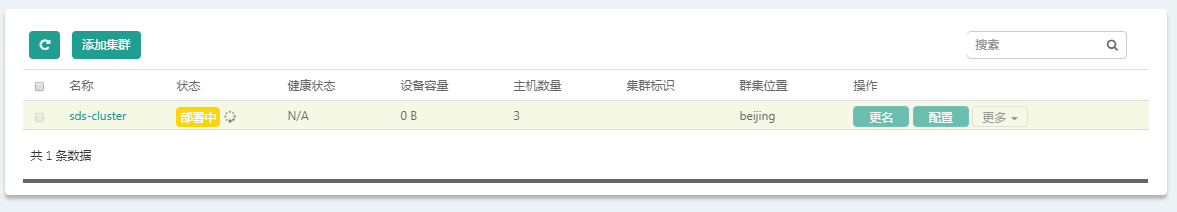 添加集群 搜索
名称 状态 健康状态 设备容量 主机数量 集群标识 群集位置 操作
sds-cluster 部署中 N/A 0 B 3 beijing 更名 配置 更多
共 1 条数据